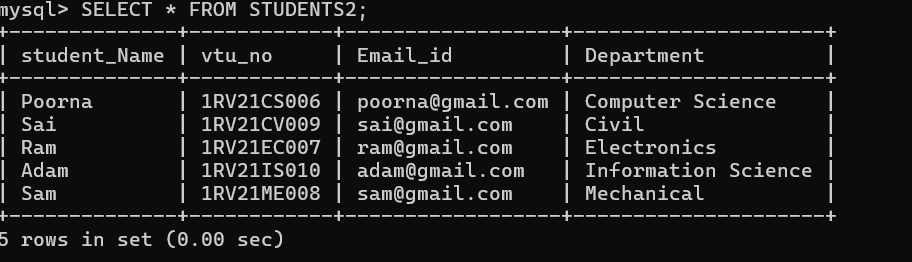 mysql> SELECT * FROM STUDENTS2;
+--------------+------------+------------------+---------------------+
| student_Name | vtu_no     | Email_id         | Department          |
+--------------+------------+------------------+---------------------+
| Poorna       | 1RV21CS006 | poorna@gmail.com | Computer Science    |
| Sai          | 1RV21CV009 | sai@gmail.com    | Civil               |
| Ram          | 1RV21EC007 | ram@gmail.com    | Electronics         |
| Adam         | 1RV21IS010 | adam@gmail.com   | Information Science |
| Sam          | 1RV21ME008 | sam@gmail.com    | Mechanical          |
+--------------+------------+------------------+---------------------+
5 rows in set (0.00 sec)